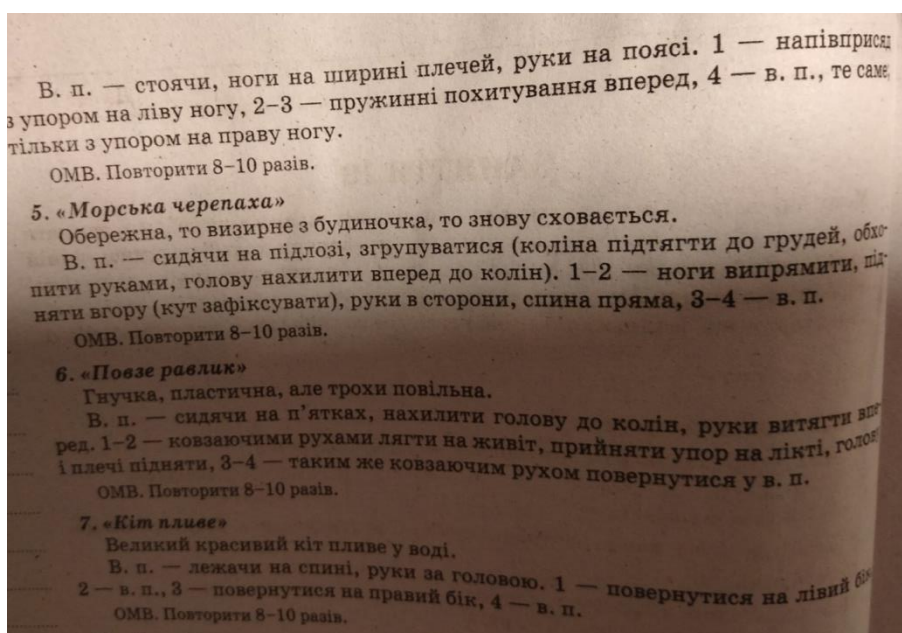 В. п. — стоячи, ноги на ширині плечей, руки на поясі. 1 — напівприсяд
з упором на ліву ногу, 2–3 — пружинні похитування вперед, 4 — в. п., те саме,
тільки з упором на праву ногу.
ОМВ. Повторити 8–10 разів.
5. «Морська черепаха»
Обережна, то визирне з будиночка, то знову сховається.
В. п. — сидячи на підлозі, згрупуватися (коліна підтягти до грудей, обхо-
пити руками, голову нахилити вперед до колін). 1–2 — ноги випрямити, під-
няти вгору (кут зафіксувати), руки в сторони, спина пряма, 3–4 — в. п.
ОМВ. Повторити 8–10 разів.
6. «Повзе равлик»
Гнучка, пластична, але трохи повільна.
В. п. — сидячи на п’ятках, нахилити голову до колін, руки витягти впе-
ред. 1–2 — ковзаючими рухами лягти на живіт, прийняти упор на лікті, голову
і плечі підняти, 3–4 — таким же ковзаючим рухом повернутися у в. п.
ОМВ. Повторити 8–10 разів.
7. «Кіт пливе»
Великий красивий кіт пливе у воді.
В. п. — лежачи на спині, руки за головою. 1 — повернутися на лівий бік,
2 — в. п., 3 — повернутися на правий бік, 4 — в. п.
ОМВ. Повторити 8–10 разів.